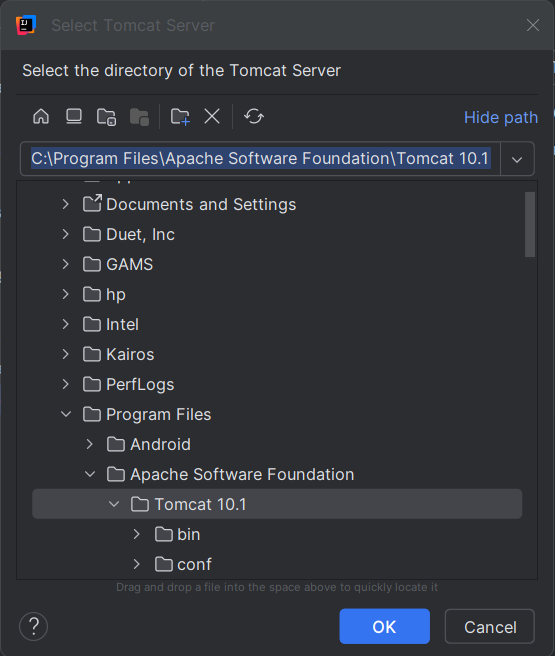 Select Tomcat Server
Select the directory of the Tomcat Server
Hide path
C:\Program Files\Apache Software Foundation\Tomcat 10.1
Documents and Settings
Duet, Inc
GAMS
hp
Intel
Kairos
PerfLogs
Program Files
Android
Apache Software Foundation
Tomcat 10.1
bin
conf
Drag and drop a file into the space above to quickly locate it
?
OK
Cancel